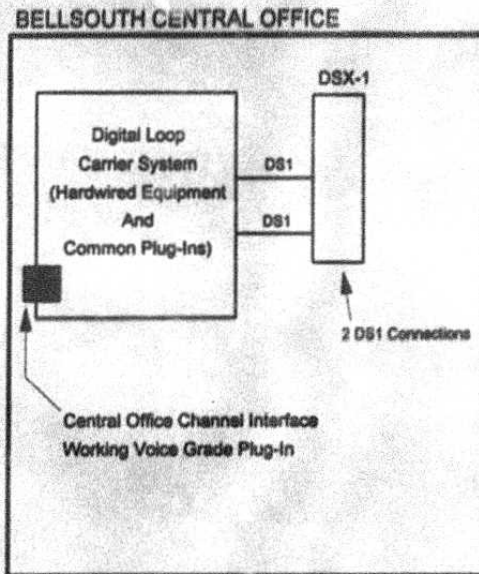 BELLSOUTH CENTRAL OFFICE
DSX-1
Digital Loop
Carrier System
(Hardwired Equipment
And
Common Plug-Ins)
DS1
DS1
2 DS1 Connections
Central Office Channel Interface
Working Voice Grade Plug-In